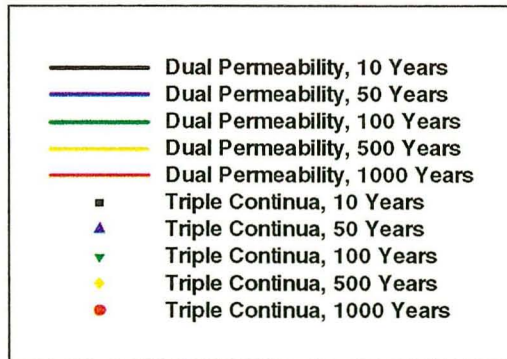 Dual Permeability, 10 Years
Dual Permeability, 50 Years
Dual Permeability, 100 Years
Dual Permeability, 500 Years
Dual Permeability, 1000 Years
Triple Continua, 10 Years
Triple Continua, 50 Years
Triple Continua, 100 Years
Triple Continua, 500 Years
Triple Continua, 1000 Years